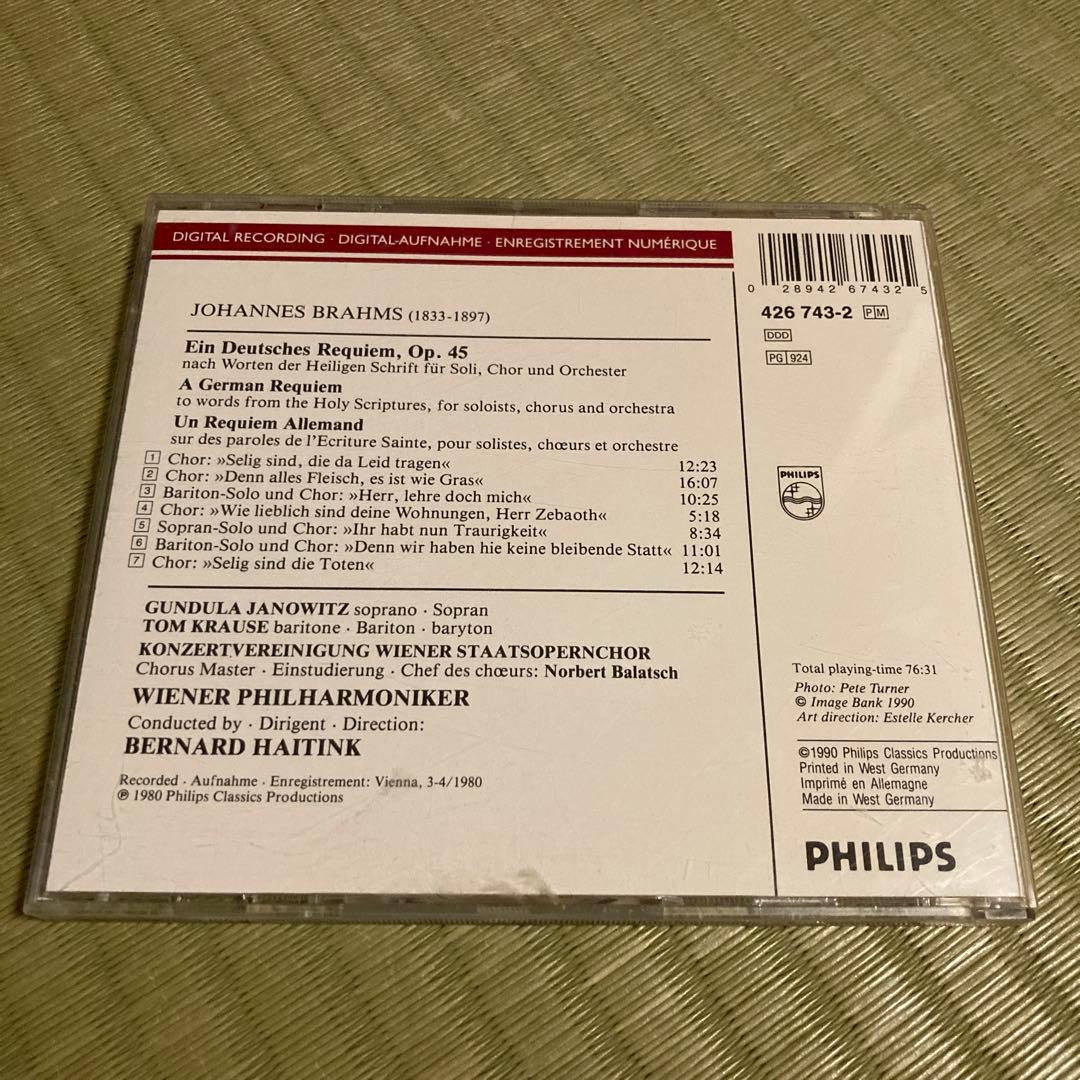 DIGITAL RECORDING · DIGITAL-AUFNAHME · ENREGISTREMENT NUMÉRIQUE
JOHANNES BRAHMS (1833-1897)
Ein Deutsches Requiem, Op. 45
nach Worten der Heiligen Schrift für Soli, Chor und Orchester
A German Requiem
to words from the Holy Scriptures, for soloists, chorus and orchestra
Un Requiem Allemand
sur des paroles de l'Ecriture Sainte, pour solistes, chœurs et orchestre
1 Chor: »Selig sind, die da Leid tragen« 12:23
2 Chor: »Denn alles Fleisch, es ist wie Gras« 16:07
3 Bariton-Solo und Chor: »Herr, lehre doch mich« 10:25
4 Chor: »Wie lieblich sind deine Wohnungen, Herr Zebaoth« 5:18
5 Sopran-Solo und Chor: »Ihr habt nun Traurigkeit« 8:34
6 Bariton-Solo und Chor: »Denn wir haben hie keine bleibende Statt« 11:01
7 Chor: »Selig sind die Toten« 12:14
GUNDULA JANOWITZ soprano · Sopran
TOM KRAUSE baritone · Bariton · baryton
KONZERTVEREINIGUNG WIENER STAATSOPERNCHOR
Chorus Master · Einstudierung · Chef des chœurs: Norbert Balatsch
WIENER PHILHARMONIKER
Conducted by · Dirigent · Direction:
BERNARD HAITINK
Recorded · Aufnahme · Enregistrement: Vienna, 3-4/1980
℗ 1980 Philips Classics Productions
0 28942 67432 5
426 743-2 PM
DDD
PG 924
PHILIPS
Total playing-time 76:31
Photo: Pete Turner
© Image Bank 1990
Art direction: Estelle Kercher
©1990 Philips Classics Productions
Printed in West Germany
Imprimé en Allemagne
Made in West Germany
PHILIPS